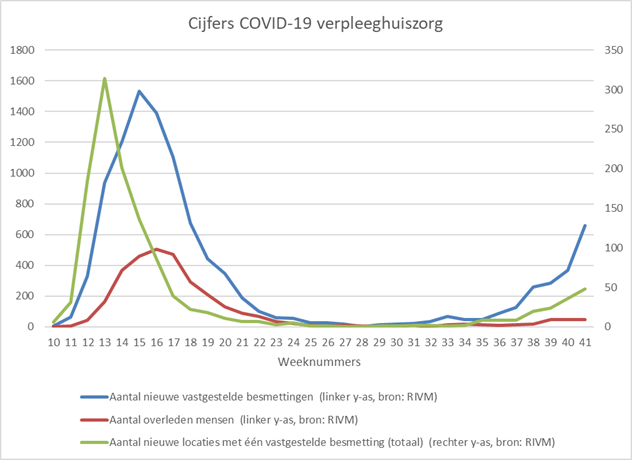 Cijfers COVID-19 verpleeghuiszorg
1800 350
1600 300
1400
1200 250
1000 200
800 150
600
400 100
200 50
0 0
10 11 12 13 14 15 16 17 18 19 20 21 22 23 24 25 26 27 28 29 30 31 32 33 34 35 36 37 38 39 40 41
Weeknummers
Aantal nieuwe vastgestelde besmettingen (linker y-as, bron: RIVM)
Aantal overleden mensen (linker y-as, bron: RIVM)
Aantal nieuwe locaties met één vastgestelde besmetting (totaal) (rechter y-as, bron: RIVM)